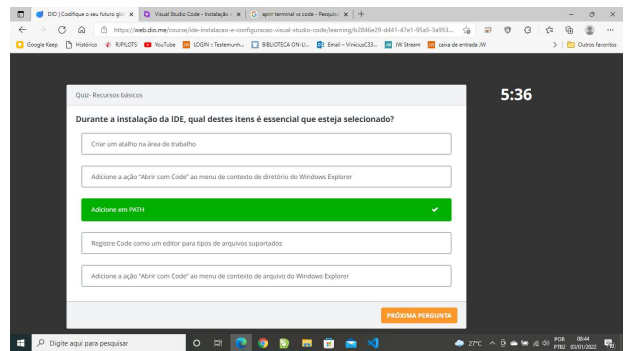 DIO | Codifique o seu futuro glo
Visual Studio Code - Instalação -
aprir terminal vs code - Pesquisa
https://web.dio.me/course/ide-instalacao-e-configuracao-visual-studio-code/learning/
Google Keep
Histórico
RJPILOTS
YouTube
LOGIN :: Testemunh...
BIBLIOTECA ON-LI...
Email – ViniciusC33...
JW Stream
caixa de entrada JW
Outros favoritos
Quiz- Recursos básicos
5:36
Durante a instalação da IDE, qual destes itens é essencial que esteja selecionado?
Criar um atalho na área de trabalho
Adicione a ação "Abrir com Code" ao menu de contexto de diretório do Windows Explorer
Adicione em PATH
Registre Code como um editor para tipos de arquivos suportados
Adicione a ação "Abrir com Code" ao menu de contexto de arquivo do Windows Explorer
PRÓXIMA PERGUNTA
Digite aqui para pesquisar
27°C
POR
PTB2
08:44
03/01/2022